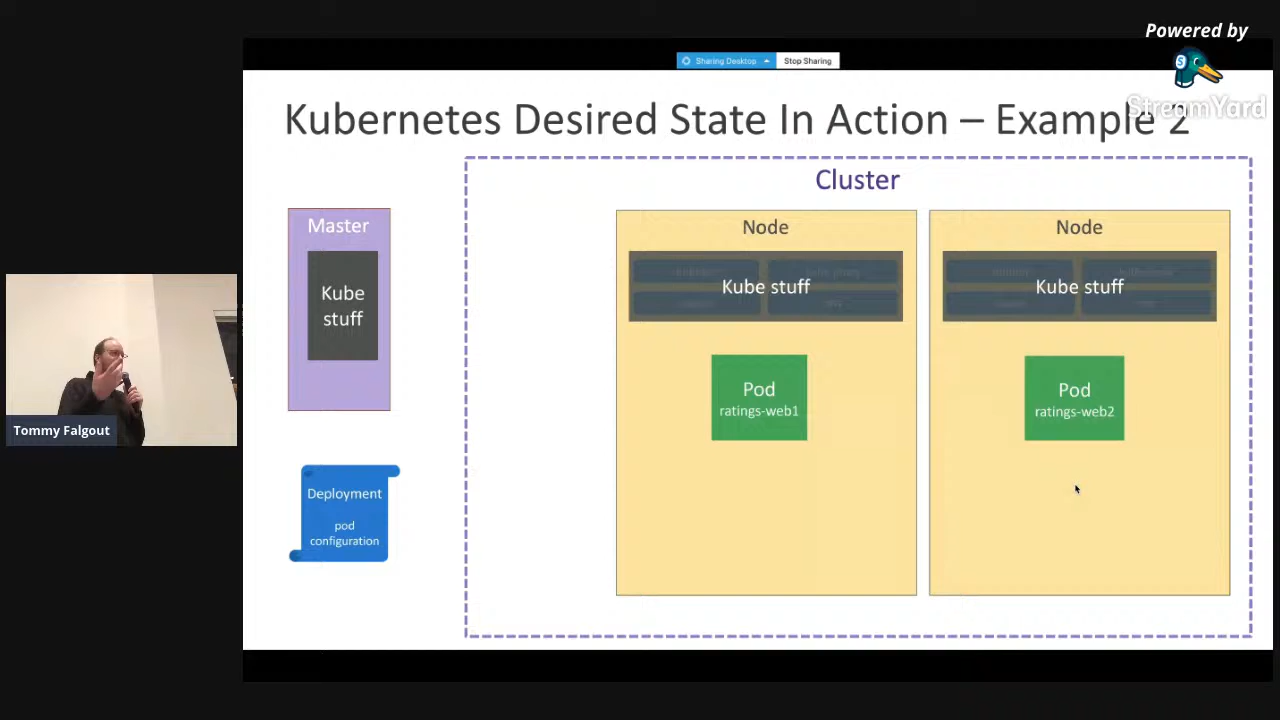 Powered by
StreamYard
Sharing Desktop
Stop Sharing
Kubernetes Desired State In Action – Example 2
Cluster
Master
Kube
stuff
Node
Kube stuff
Pod
ratings-web1
Node
Kube stuff
Pod
ratings-web2
Deployment
pod
configuration
Tommy Falgout